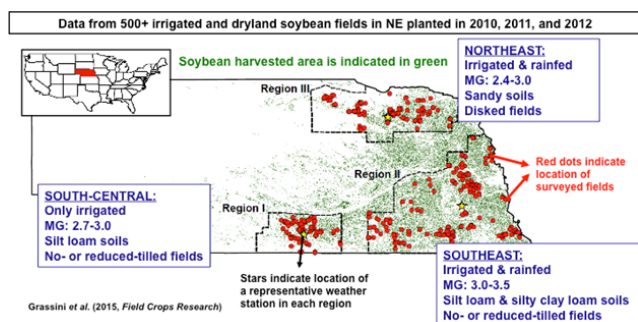 Data from 500+ irrigated and dryland soybean fields in NE planted in 2010, 2011, and 2012
Soybean harvested area is indicated in green
NORTHEAST:
Irrigated & rainfed
MG: 2.4-3.0
Sandy soils
Disked fields
Region III
Red dots indicate
location of
surveyed fields
Region II
SOUTH-CENTRAL:
Only irrigated
MG: 2.7-3.0
Silt loam soils
No- or reduced-tilled fields
Region I
Stars indicate location of
a representative weather
station in each region
SOUTHEAST:
Irrigated & rainfed
MG: 3.0-3.5
Silt loam & silty clay loam soils
No- or reduced-tilled fields
Grassini et al. (2015, Field Crops Research)